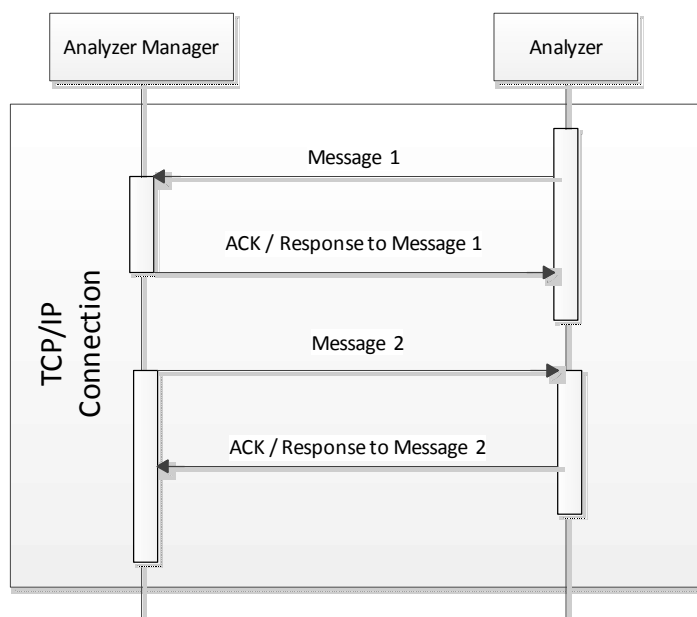 Analyzer Manager
Analyzer
Message 1
ACK / Response to Message 1
TCP/IP
Connection
Message 2
ACK / Response to Message 2